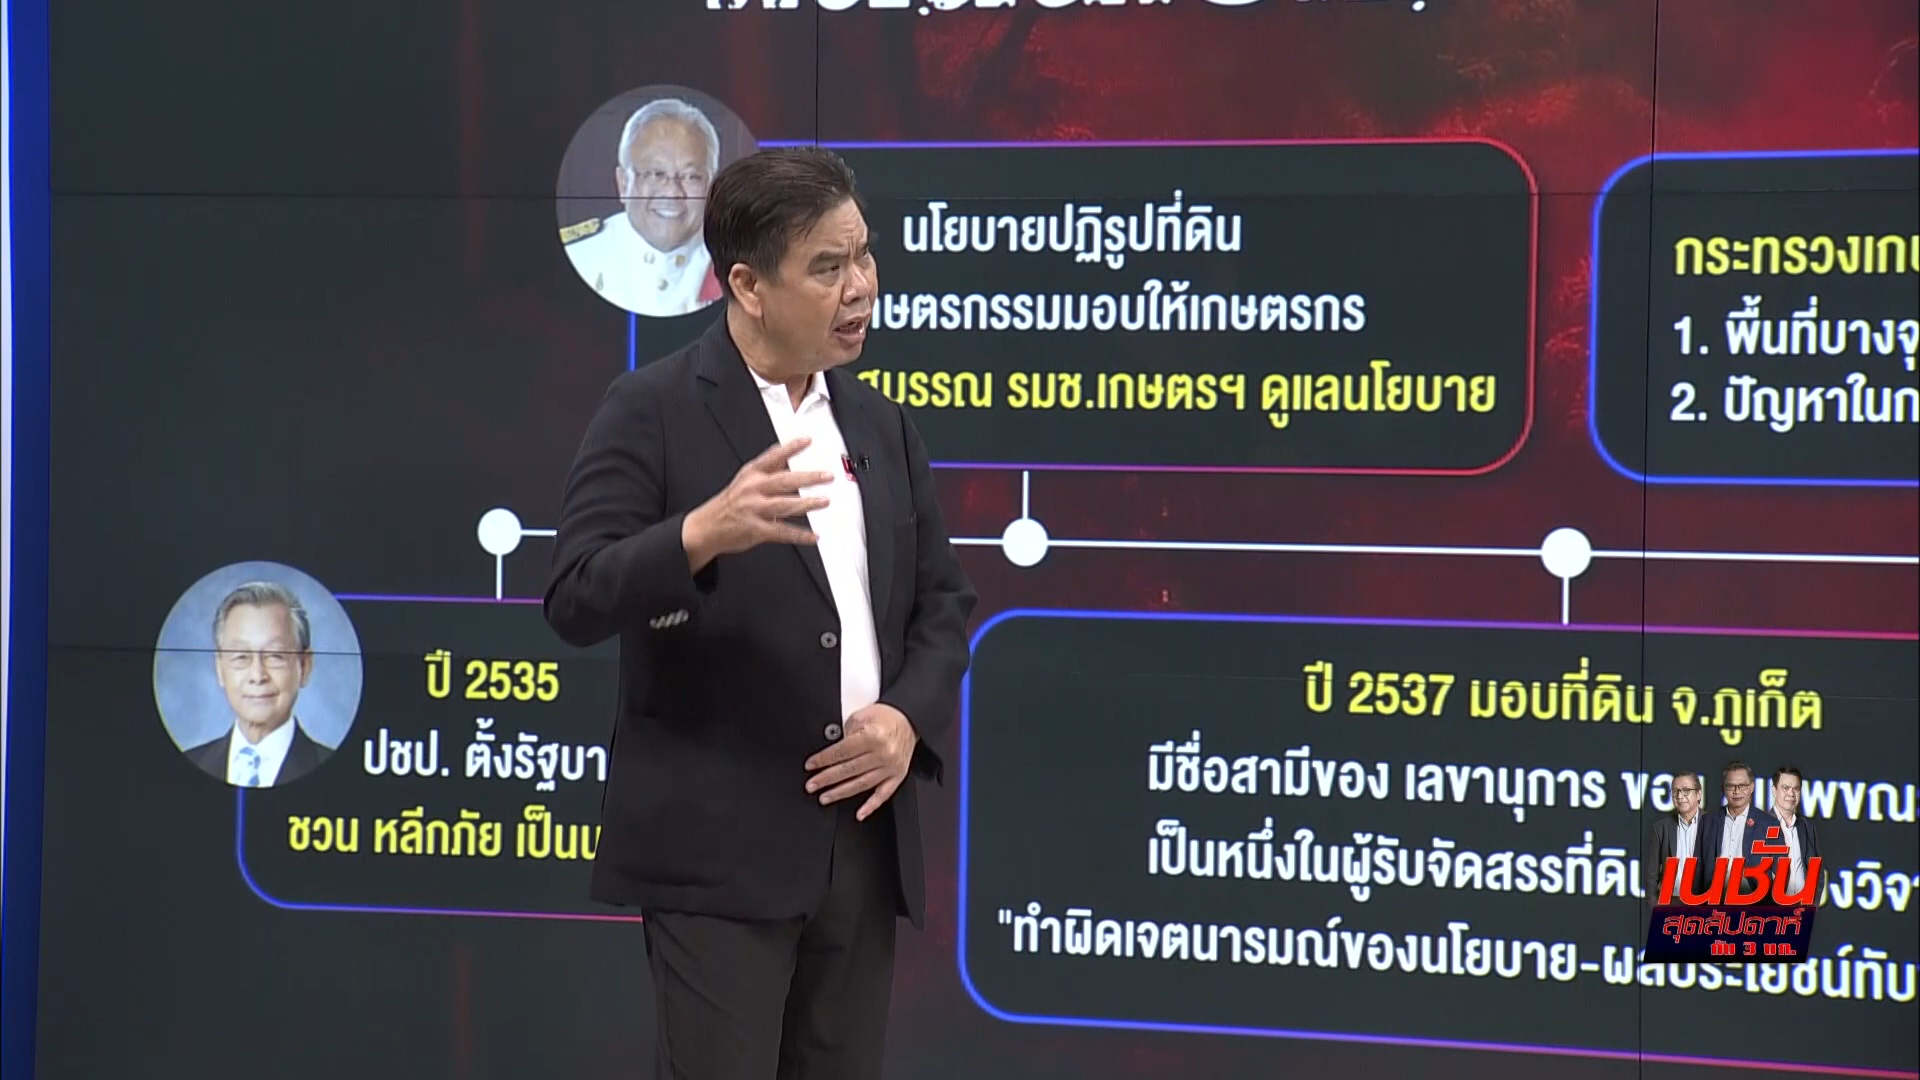 นโยบายปฏิรูปที่ดิน
ษตรกรรมมอบให้เกษตรกร
รมช.เกษตรฯ ดูแลนโยบาย
กระทรวงเก
1. พื้นที่บางจุ
2. ปัญหาในก
ปี 2535
ปชป. ตั้งรัฐบา
ชวน หลีกภัย เป็นน
ปี 2537 มอบที่ดิน จ.ภูเก็ต
มีชื่อสามีของ เลขานุการ
เป็นหนึ่งในผู้รับจัดสรรที่ดิน
"ทำผิดเจตนารมณ์ของนโยบาย-ผลประโยชน์ทับ
เนชั่น
สุดสัปดาห์
กับ 3 บก.